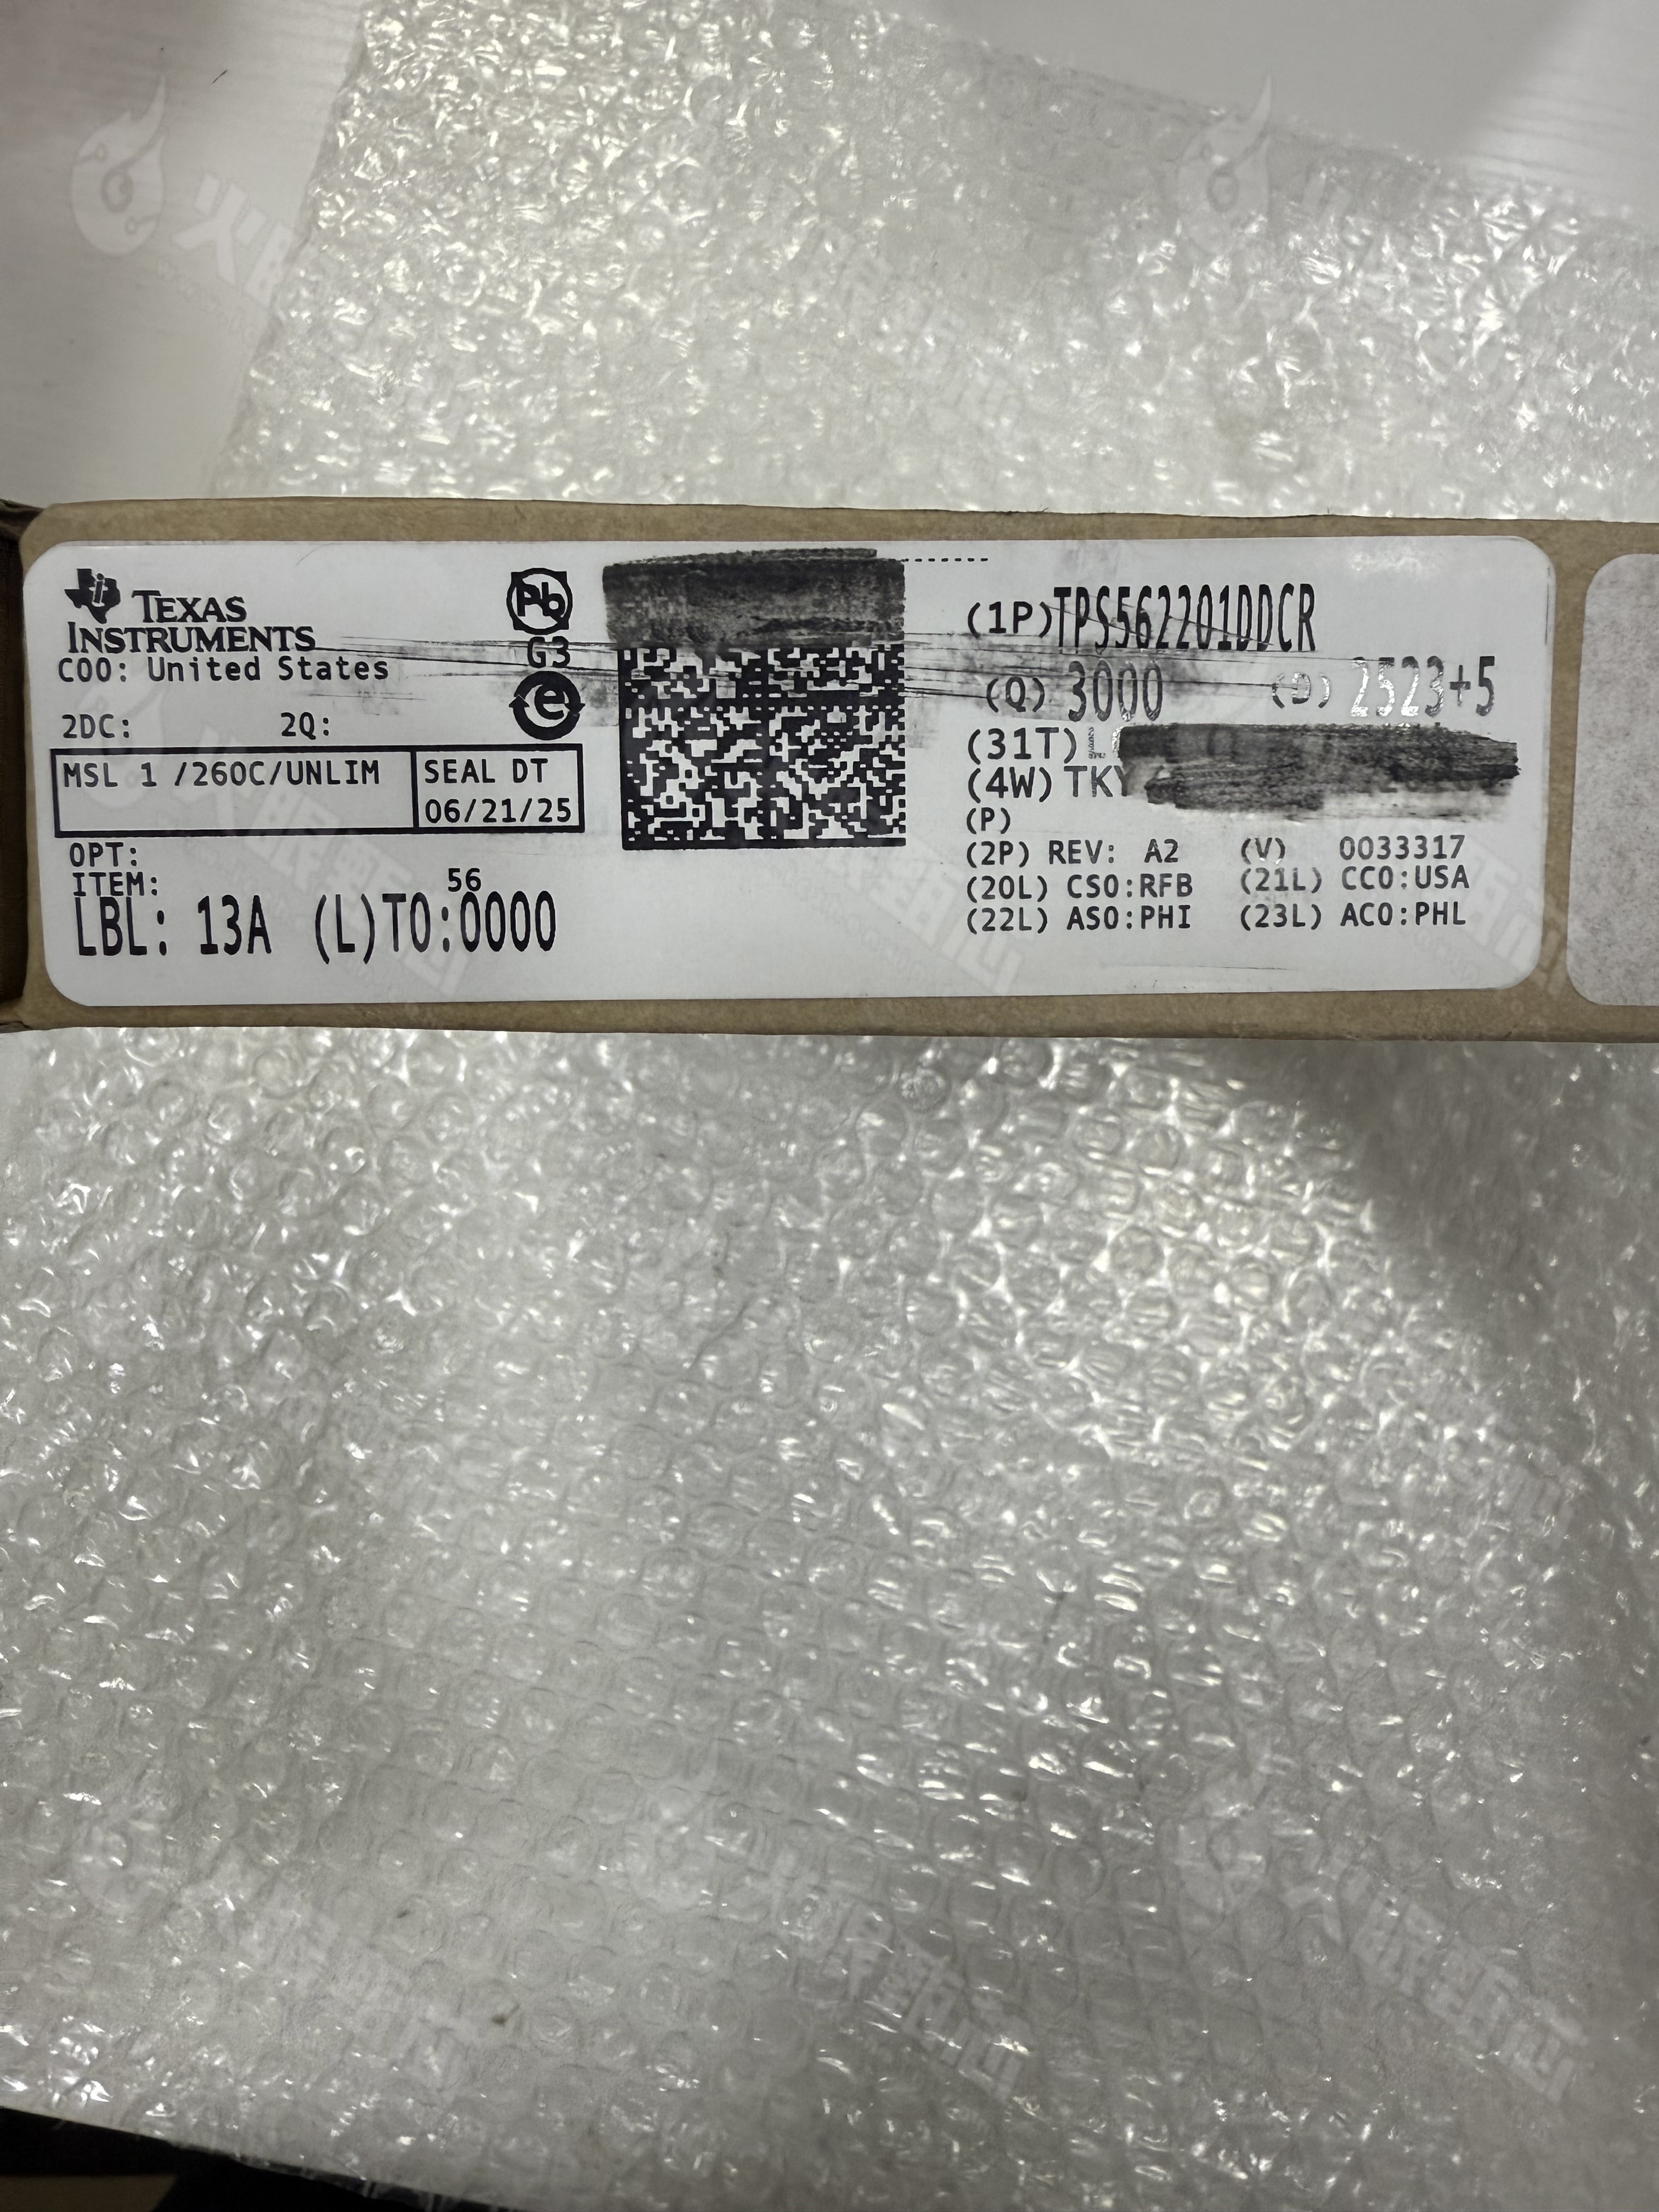 TEXAS
INSTRUMENTS
COO: United States
2DC: 2Q:
MSL 1 /260C/UNLIM
SEAL DT
06/21/25
OPT:
ITEM:
56
LBL: 13A (L)TO:0000
Pb
G3
e
(1P)TPS562201DDCR
(Q) 3000 (D) 2523+5
(31T)
(4W) TKY
(P)
(2P) REV: A2 (V) 0033317
(20L) CSO:RFB (21L) CCO:USA
(22L) ASO:PHI (23L) ACO:PHL